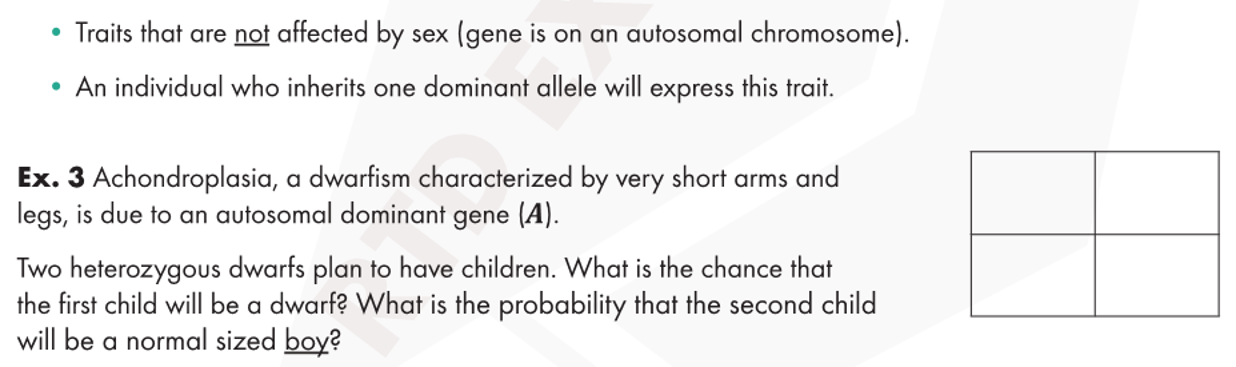 • Traits that are not affected by sex (gene is on an autosomal chromosome).
• An individual who inherits one dominant allele will express this trait.
Ex. 3 Achondroplasia, a dwarfism characterized by very short arms and
legs, is due to an autosomal dominant gene (A).
Two heterozygous dwarfs plan to have children. What is the chance that
the first child will be a dwarf? What is the probability that the second child
will be a normal sized boy?
RTD EX